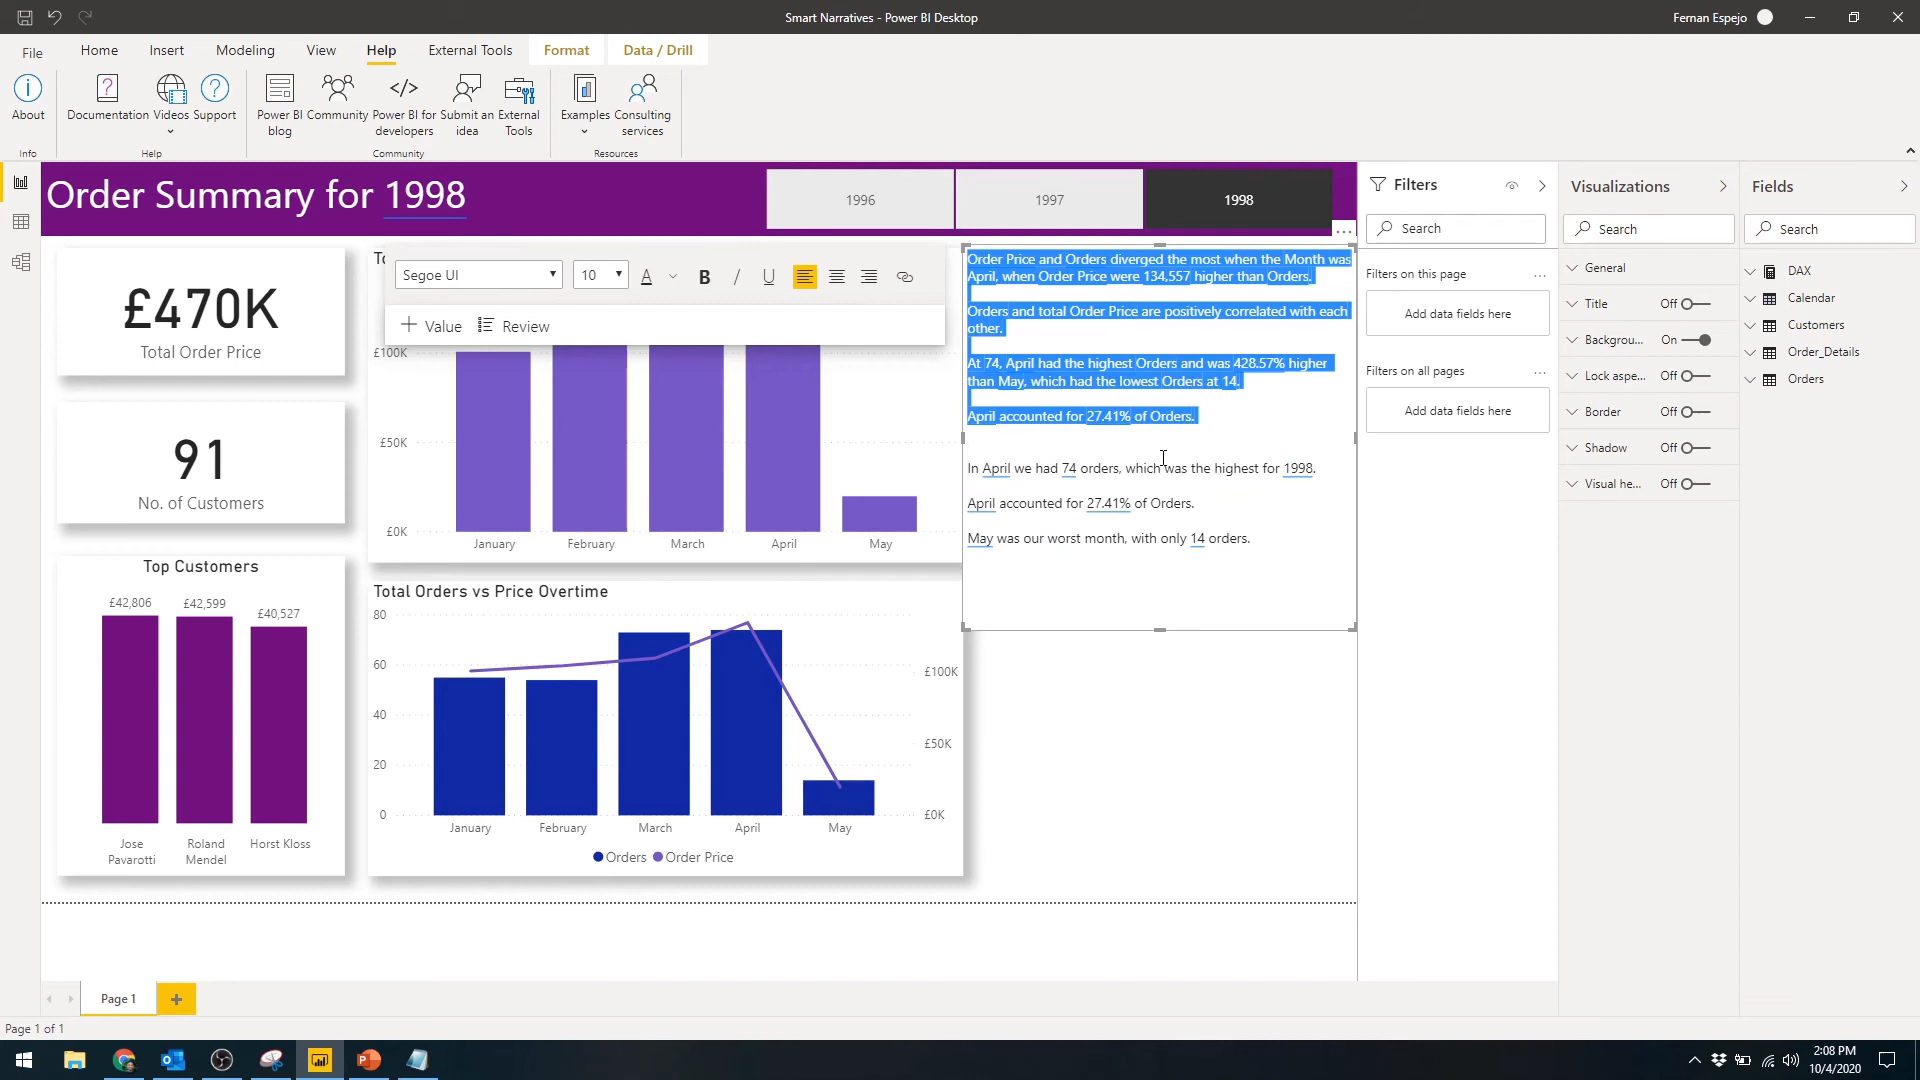 Smart Narratives - Power BI Desktop
Fernan Espejo
File
Home
Insert
Modeling
View
Help
External Tools
Format
Data / Drill
About
Documentation
Videos
Support
Power BI
blog
Community
Power BI for
developers
Submit an
idea
External
Tools
Examples
Consulting
services
Info
Help
Community
Resources
Order Summary for 1998
1996
1997
1998
£470K
Total Order Price
91
No. of Customers
Top Customers
£42,806
£42,599
£40,527
Jose
Pavarotti
Roland
Mendel
Horst Kloss
Segoe UI
10
A
B
I
U
Value
Review
£100K
£50K
£0K
January
February
March
April
May
Total Orders vs Price Overtime
80
60
40
20
0
£100K
£50K
£0K
January
February
March
April
May
Orders
Order Price
Order Price and Orders diverged the most when the Month was
April, when Order Price were 134,557 higher than Orders.
Orders and total Order Price are positively correlated with each
other.
At 74, April had the highest Orders and was 428.57% higher
than May, which had the lowest Orders at 14.
April accounted for 27.41% of Orders.
In April we had 74 orders, which was the highest for 1998.
April accounted for 27.41% of Orders.
May was our worst month, with only 14 orders.
Filters
Search
Filters on this page
...
Add data fields here
Filters on all pages
...
Add data fields here
Visualizations
Search
General
Title
Off
Backgrou...
On
Lock aspe...
Off
Border
Off
Shadow
Off
Visual he...
Off
Fields
Search
DAX
Calendar
Customers
Order_Details
Orders
Page 1
Page 1 of 1
2:08 PM
10/4/2020